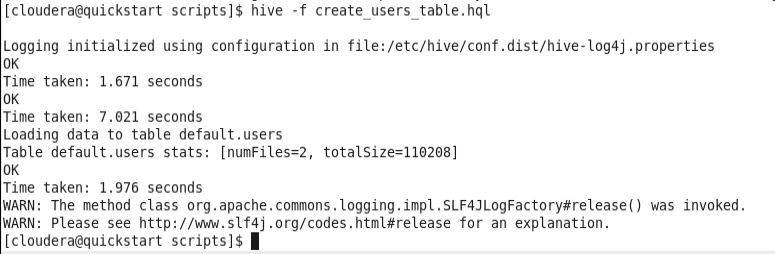 [cloudera@quickstart scripts]$ hive -f create_users_table.hql
Logging initialized using configuration in file:/etc/hive/conf.dist/hive-log4j.properties
OK
Time taken: 1.671 seconds
OK
Time taken: 7.021 seconds
Loading data to table default.users
Table default.users stats: [numFiles=2, totalSize=110208]
OK
Time taken: 1.976 seconds
WARN: The method class org.apache.commons.logging.impl.SLF4JLogFactory#release() was invoked.
WARN: Please see http://www.slf4j.org/codes.html#release for an explanation.
[cloudera@quickstart scripts]$